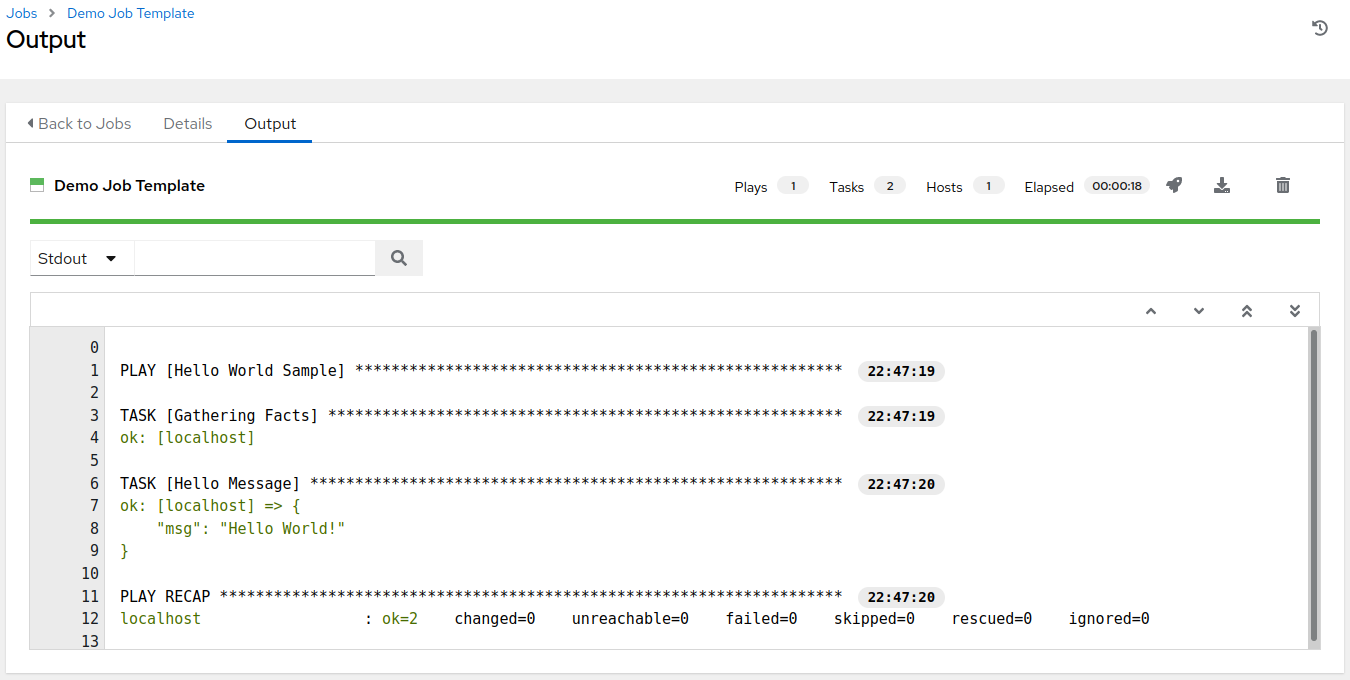 Jobs > Demo Job Template
Output
Back to Jobs Details Output
Demo Job Template Plays 1 Tasks 2 Hosts 1 Elapsed 00:00:18
Stdout
0
1 PLAY [Hello World Sample] ****************************************************** 22:47:19
2
3 TASK [Gathering Facts] ********************************************************* 22:47:19
4 ok: [localhost]
5
6 TASK [Hello Message] *********************************************************** 22:47:20
7 ok: [localhost] => {
8     "msg": "Hello World!"
9 }
10
11 PLAY RECAP ********************************************************************* 22:47:20
12 localhost                  : ok=2    changed=0    unreachable=0    failed=0    skipped=0    rescued=0    ignored=0
13